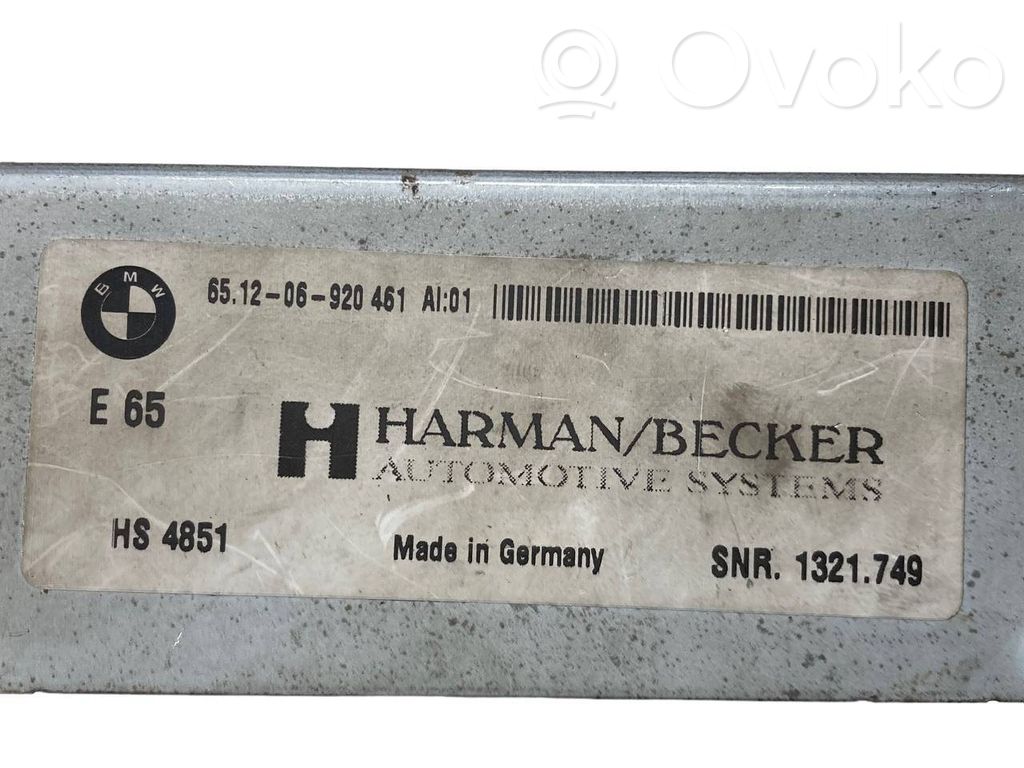 Ovoko
BMW
65.12-06-920 461 AI:01
E 65
H HARMAN/BECKER
AUTOMOTIVE SYSTEMS
HS 4851
Made in Germany
SNR. 1321.749